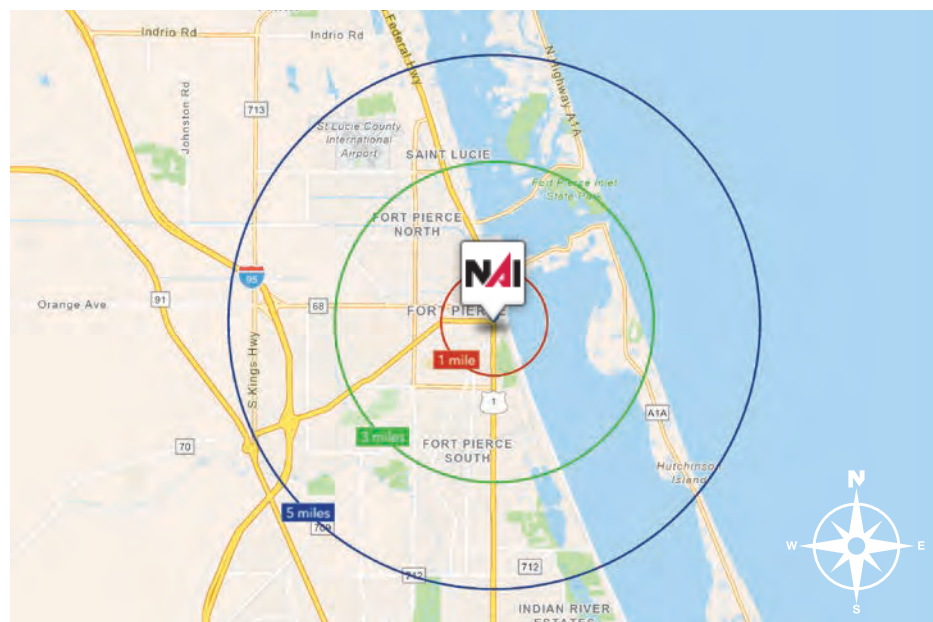 Indrio Rd
Indrio Rd
Federal Hwy
N Highway A1A
Johnston Rd
713
St Lucie County
International
Airport
SAINT LUCIE
Fort Pierce Inlet
State Park
FORT PIERCE
NORTH
NAI
95
Orange Ave
91
68
FORT PIERCE
S Kings Hwy
1 mile
1
A1A
3 miles
70
FORT PIERCE
SOUTH
Hutchinson
Island
N
W
E
S
5 miles
709
712
712
INDIAN RIVER
ESTATES